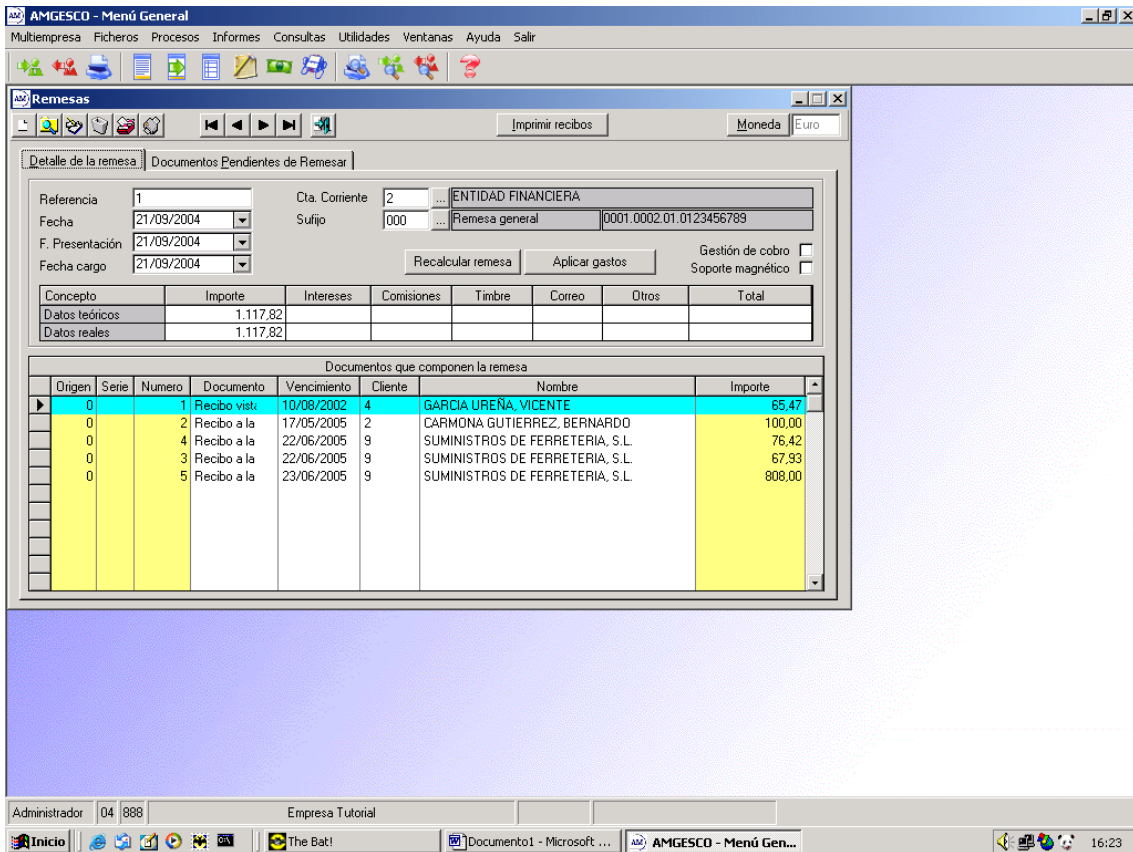 AMGESCO - Menú General
Multiempresa Ficheros Procesos Informes Consultas Utilidades Ventanas Ayuda Salir
Remesas
Imprimir recibos Moneda Euro
Detalle de la remesa Documentos Pendientes de Remesar
Referencia 1 Cta. Corriente 2 ... ENTIDAD FINANCIERA
Fecha 21/09/2004 Sufijo 000 ... Remesa general 0001.0002.01.0123456789
F. Presentación 21/09/2004
Gestión de cobro
Fecha cargo 21/09/2004 Recalcular remesa Aplicar gastos
Soporte magnético
Concepto Importe Intereses Comisiones Timbre Correo Otros Total
Datos teóricos 1.117,82
Datos reales 1.117,82
Documentos que componen la remesa
Origen Serie Numero Documento Vencimiento Cliente Nombre Importe
0 1 Recibo vista 10/08/2002 4 GARCIA UREÑA, VICENTE 65,47
0 2 Recibo a la 17/05/2005 2 CARMONA GUTIERREZ, BERNARDO 100,00
0 4 Recibo a la 22/06/2005 9 SUMINISTROS DE FERRETERIA, S.L. 76,42
0 3 Recibo a la 22/06/2005 9 SUMINISTROS DE FERRETERIA, S.L. 67,93
0 5 Recibo a la 23/06/2005 9 SUMINISTROS DE FERRETERIA, S.L. 808,00
Administrador 04 888 Empresa Tutorial
Inicio The Bat! Documento1 - Microsoft ... AMGESCO - Menú Gen... 16:23